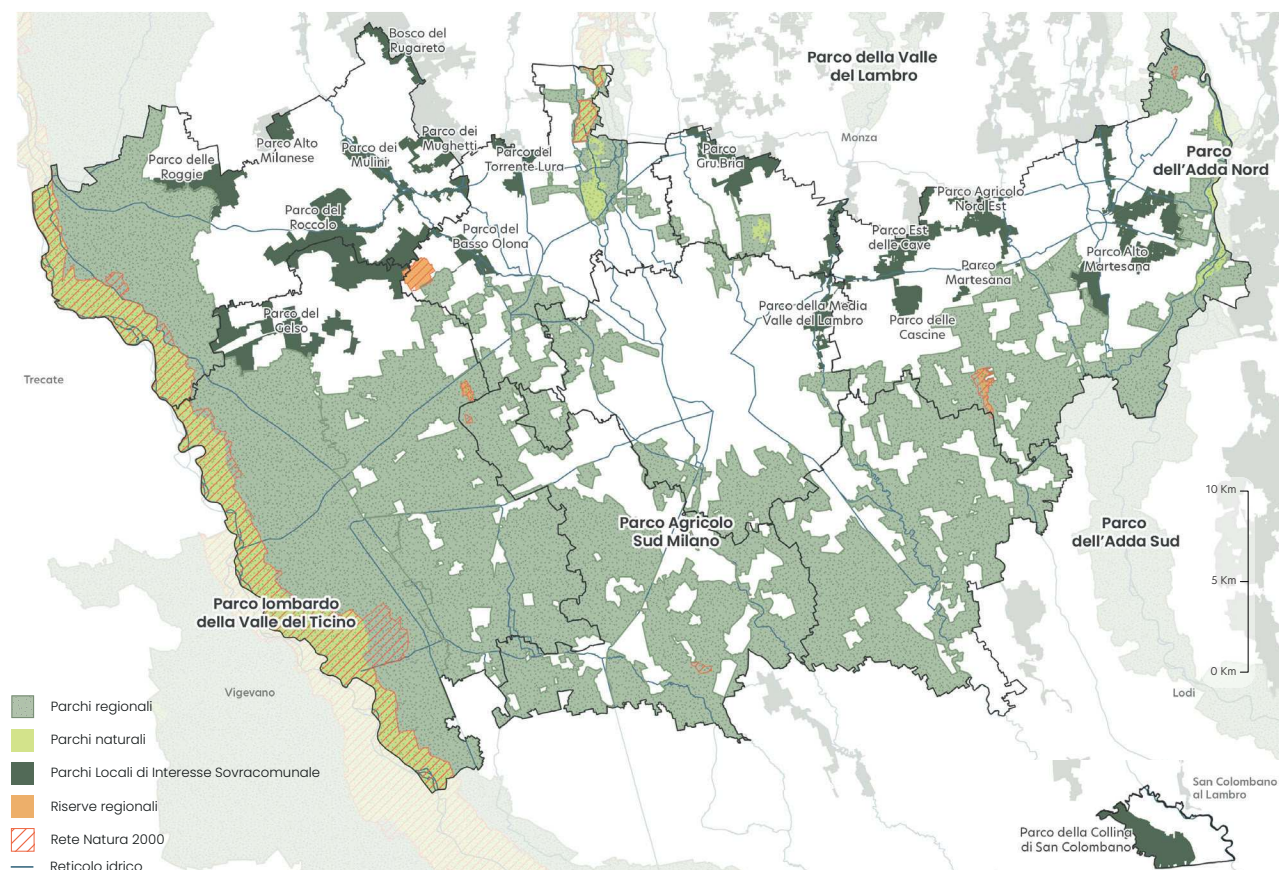 Bosco del
Rugareto
Parco della Valle
del Lambro
Monza
Parco Alto
Milanese
Parco dei
Mulini
Parco dei
Mughetti
Parco del
Torrente Lura
Parco
Gru.Bria
Parco delle
Roggie
Parco
dell'Adda Nord
Parco del
Roccolo
Parco del
Basso Olona
Parco Agricolo
Nord Est
Parco Est
delle Cave
Parco
Martesana
Parco Alto
Martesana
Parco del
Gelso
Parco della Media
Valle del Lambro
Parco delle
Cascine
Trecate
10 Km
Parco Agricolo
Sud Milano
Parco
dell'Adda Sud
5 Km
Parco lombardo
della Valle del Ticino
0 Km
Vigevano
Lodi
Parchi regionali
Parchi naturali
Parchi Locali di Interesse Sovracomunale
Riserve regionali
Rete Natura 2000
Reticolo idrico
San Colombano
al Lambro
Parco della Collina
di San Colombano